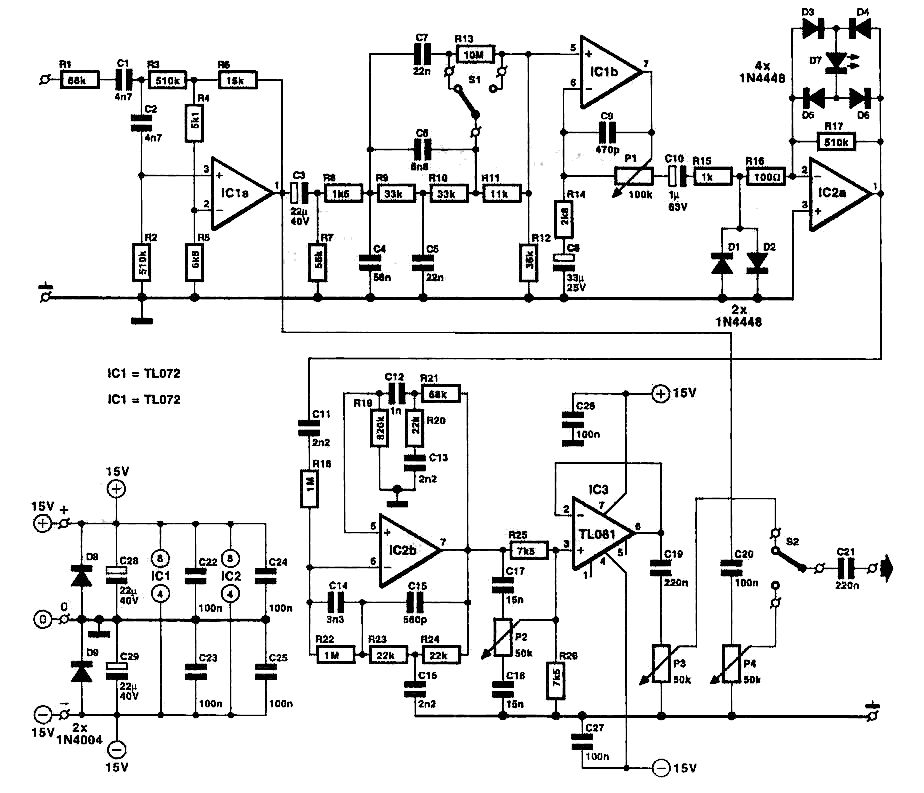 R1
68k
C1
4n7
R3
510k
R6
15k
C2
4n7
R4
5k1
3
+
2
-
IC1a
1
R2
510k
R5
6k8
C3
22µ
40V
R8
1k5
R7
56k
C7
22n
R13
10M
S1
C6
6n8
R9
33k
R10
33k
R11
11k
C4
56n
C5
22n
R12
36k
5
+
6
-
IC1b
7
C9
470p
P1
100k
R14
2k8
C8
33µ
25V
C10
1µ
63V
R15
1k
R16
100Ω
D1
D2
2x
1N4448
D3
D4
D7
D5
D6
4x
1N4448
R17
510k
2
-
3
+
IC2a
1
IC1 = TL072
IC1 = TL072
C11
2n2
R18
1M
R19
820k
C12
1n
R21
68k
R20
22k
C13
2n2
5
+
6
-
IC2b
7
C14
3n3
C15
560p
R22
1M
R23
22k
R24
22k
C16
2n2
R25
7k5
C17
15n
P2
50k
C18
15n
R26
7k5
C26
100n
+
15V
IC3
TL081
2
-
3
+
7
6
5
4
1
C19
220n
C20
100n
S2
C21
220n
P3
50k
P4
50k
C27
100n
-
15V
15V
+
15V
+
+
D8
C28
22µ
40V
8
IC1
4
C22
100n
8
IC2
4
C24
100n
0
0
D9
C29
22µ
40V
C23
100n
C25
100n
-
-
15V
2x
1N4004
-
15V